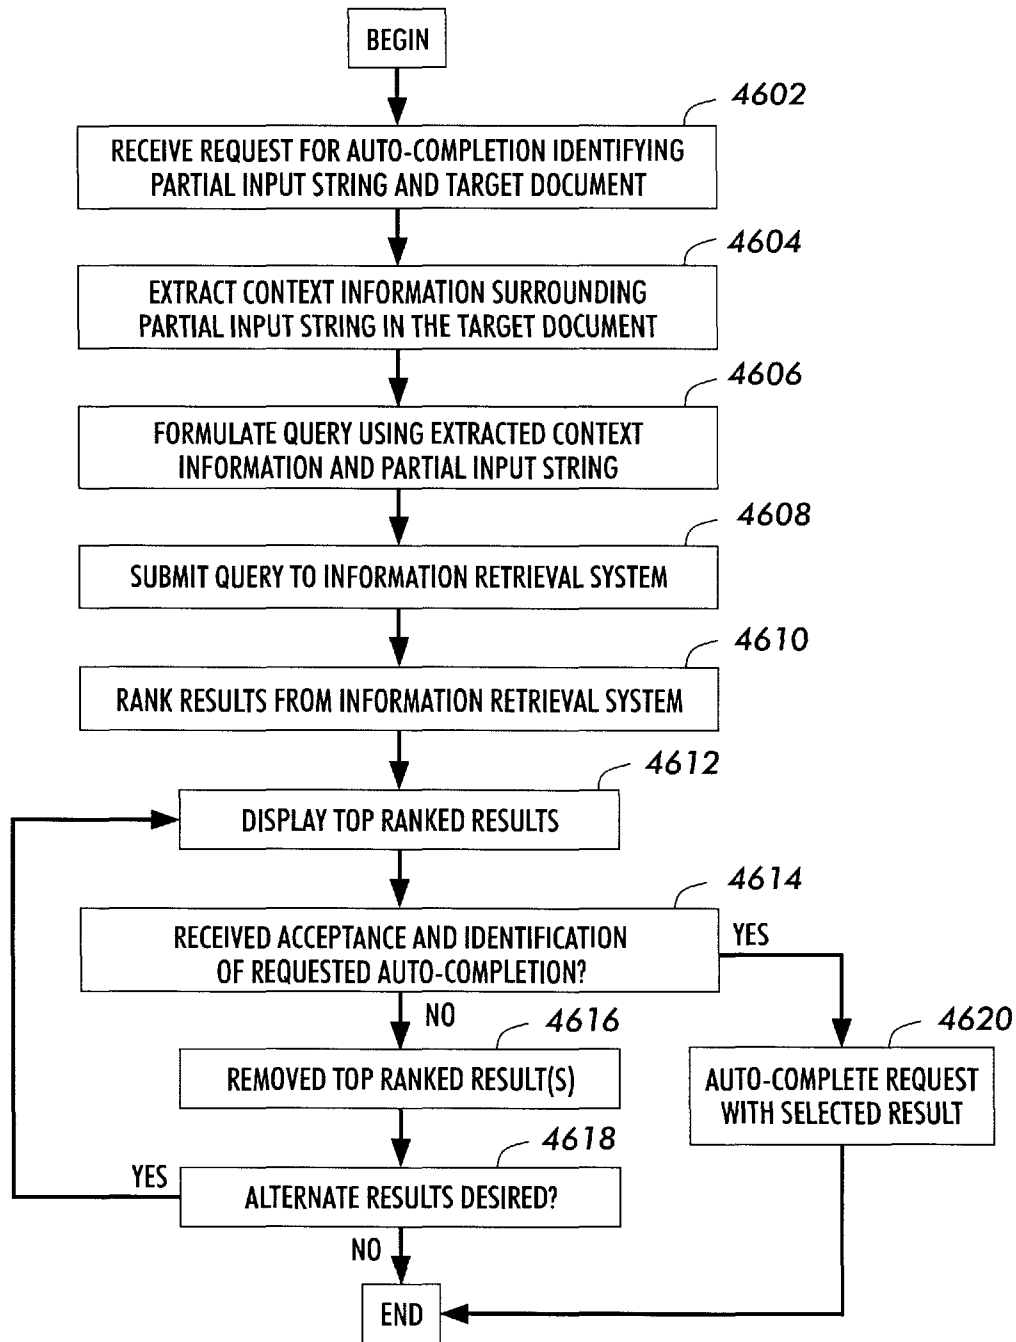 BEGIN
4602
RECEIVE REQUEST FOR AUTO-COMPLETION IDENTIFYING
PARTIAL INPUT STRING AND TARGET DOCUMENT
4604
EXTRACT CONTEXT INFORMATION SURROUNDING
PARTIAL INPUT STRING IN THE TARGET DOCUMENT
4606
FORMULATE QUERY USING EXTRACTED CONTEXT
INFORMATION AND PARTIAL INPUT STRING
4608
SUBMIT QUERY TO INFORMATION RETRIEVAL SYSTEM
4610
RANK RESULTS FROM INFORMATION RETRIEVAL SYSTEM
4612
DISPLAY TOP RANKED RESULTS
4614
RECEIVED ACCEPTANCE AND IDENTIFICATION
OF REQUESTED AUTO-COMPLETION?
YES
NO
4616
REMOVED TOP RANKED RESULT(S)
4620
AUTO-COMPLETE REQUEST
WITH SELECTED RESULT
4618
YES
ALTERNATE RESULTS DESIRED?
NO
END